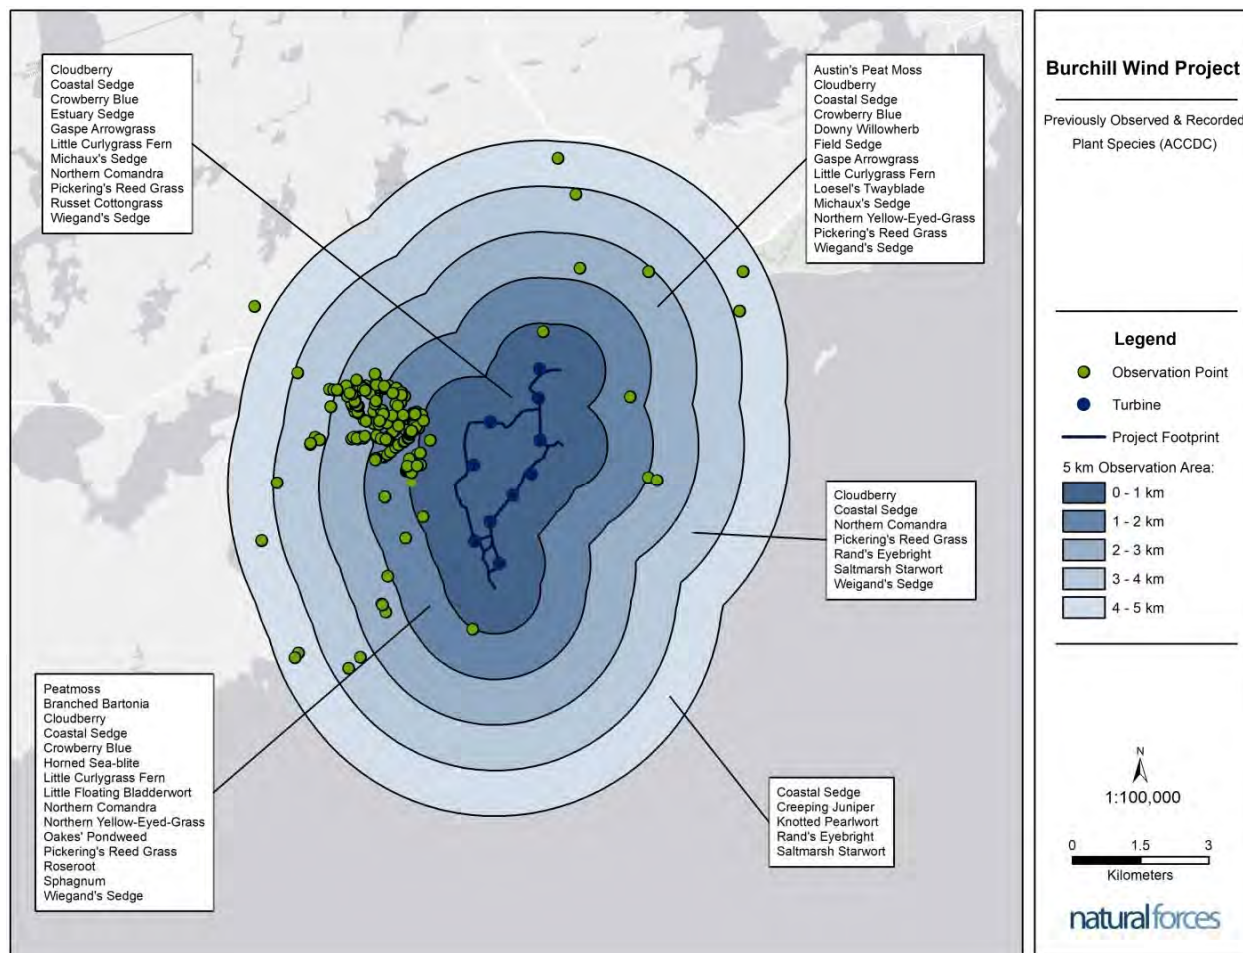 Cloudberry
Coastal Sedge
Crowberry Blue
Estuary Sedge
Gaspe Arrowgrass
Little Curlygrass Fern
Michaux's Sedge
Northern Comandra
Pickering's Reed Grass
Russet Cottongrass
Wiegand's Sedge
Austin's Peat Moss
Cloudberry
Coastal Sedge
Crowberry Blue
Downy Willowherb
Field Sedge
Gaspe Arrowgrass
Little Curlygrass Fern
Loesel's Twayblade
Michaux's Sedge
Northern Yellow-Eyed-Grass
Pickering's Reed Grass
Wiegand's Sedge
Cloudberry
Coastal Sedge
Northern Comandra
Pickering's Reed Grass
Rand's Eyebright
Saltmarsh Starwort
Weigand's Sedge
Peatmoss
Branched Bartonia
Cloudberry
Coastal Sedge
Crowberry Blue
Horned Sea-blite
Little Curlygrass Fern
Little Floating Bladderwort
Northern Comandra
Northern Yellow-Eyed-Grass
Oakes' Pondweed
Pickering's Reed Grass
Roseroot
Sphagnum
Wiegand's Sedge
Coastal Sedge
Creeping Juniper
Knotted Pearlwort
Rand's Eyebright
Saltmarsh Starwort
Burchill Wind Project
Previously Observed & Recorded
Plant Species (ACCDC)
Legend
Observation Point
Turbine
Project Footprint
5 km Observation Area:
0 - 1 km
1 - 2 km
2 - 3 km
3 - 4 km
4 - 5 km
N
1:100,000
0 1.5 3
Kilometers
naturalforces